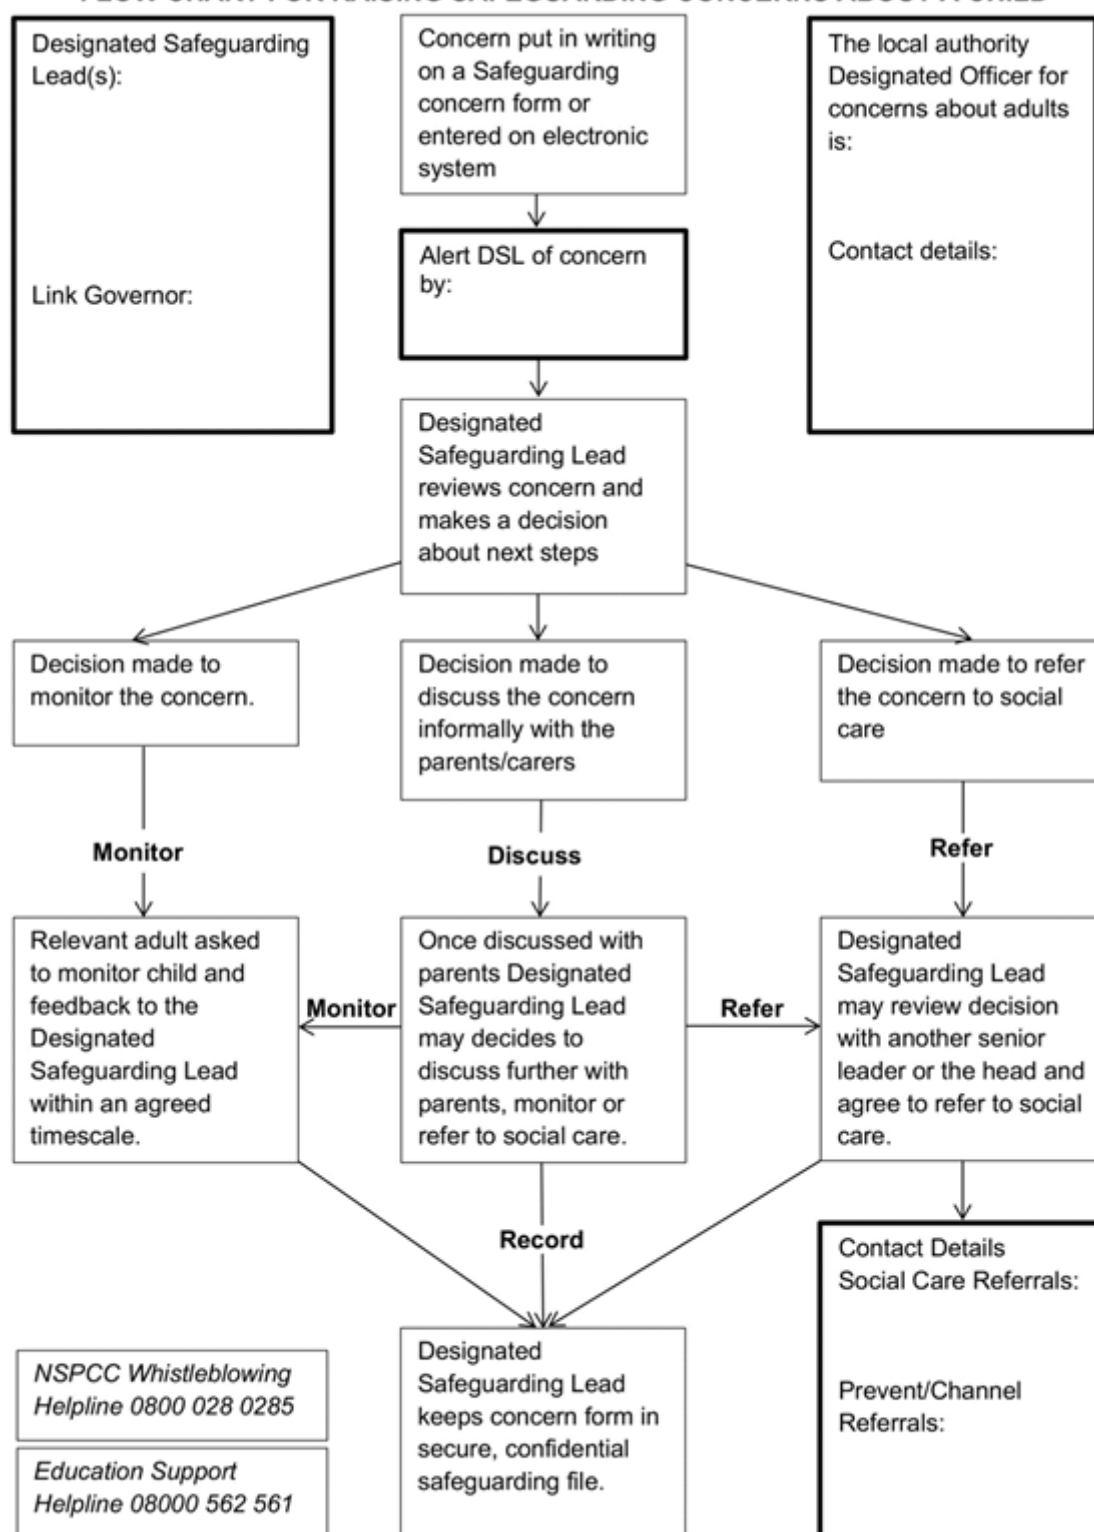 FLOW CHART FOR RAISING SAFEGUARDING CONCERNS ABOUT A CHILD
Designated Safeguarding
Lead(s):
Link Governor:
Concern put in writing
on a Safeguarding
concern form or
entered on electronic
system
The local authority
Designated Officer for
concerns about adults
is:
Contact details:
Alert DSL of concern
by:
Designated
Safeguarding Lead
reviews concern and
makes a decision
about next steps
Decision made to
monitor the concern.
Decision made to
discuss the concern
informally with the
parents/carers
Decision made to refer
the concern to social
care
Monitor
Discuss
Refer
Relevant adult asked
to monitor child and
feedback to the
Designated
Safeguarding Lead
within an agreed
timescale.
Monitor
Once discussed with
parents Designated
Safeguarding Lead
may decides to
discuss further with
parents, monitor or
refer to social care.
Refer
Designated
Safeguarding Lead
may review decision
with another senior
leader or the head and
agree to refer to social
care.
Record
Contact Details
Social Care Referrals:
Prevent/Channel
Referrals:
Designated
Safeguarding Lead
keeps concern form in
secure, confidential
safeguarding file.
NSPCC Whistleblowing
Helpline 0800 028 0285
Education Support
Helpline 08000 562 561